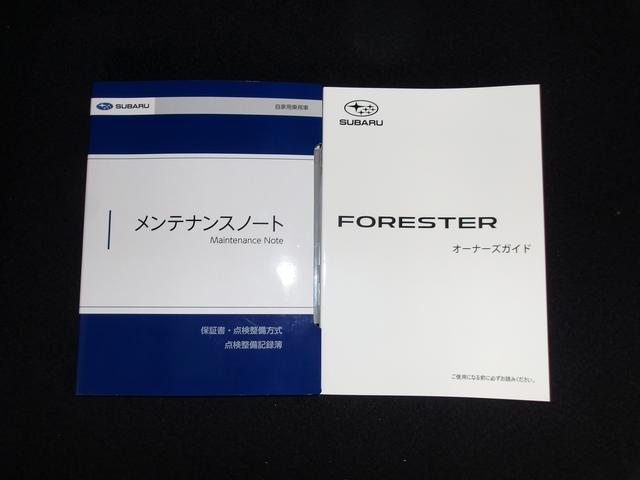 SUBARU
自家用乗用車
メンテナンスノート
Maintenance Note
保証書・点検整備方式
点検整備記録簿
SUBARU
FORESTER
オーナーズガイド
ご使用になる前に必ずお読みください。